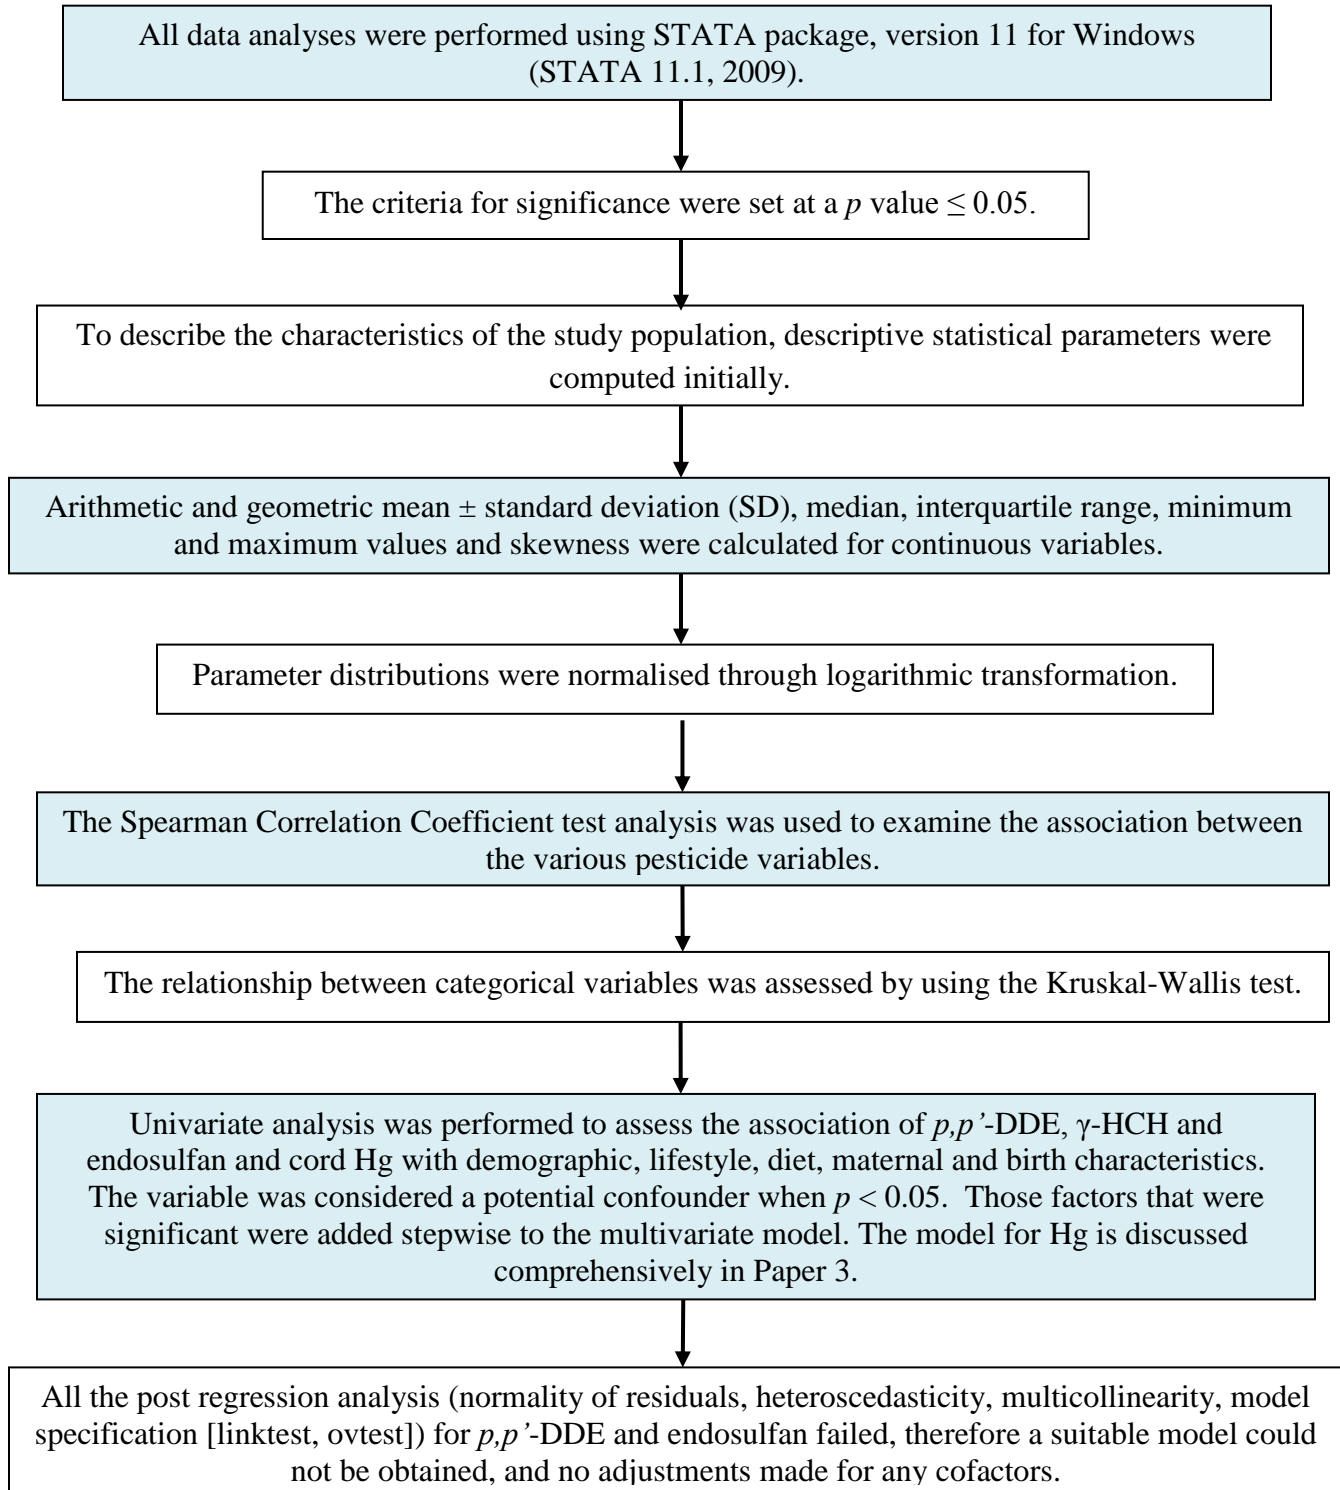 All data analyses were performed using STATA package, version 11 for Windows
(STATA 11.1, 2009).
The criteria for significance were set at a p value ≤ 0.05.
To describe the characteristics of the study population, descriptive statistical parameters were
computed initially.
Arithmetic and geometric mean ± standard deviation (SD), median, interquartile range, minimum
and maximum values and skewness were calculated for continuous variables.
Parameter distributions were normalised through logarithmic transformation.
The Spearman Correlation Coefficient test analysis was used to examine the association between
the various pesticide variables.
The relationship between categorical variables was assessed by using the Kruskal-Wallis test.
Univariate analysis was performed to assess the association of p,p’-DDE, γ-HCH and
endosulfan and cord Hg with demographic, lifestyle, diet, maternal and birth characteristics.
The variable was considered a potential confounder when p < 0.05.  Those factors that were
significant were added stepwise to the multivariate model. The model for Hg is discussed
comprehensively in Paper 3.
All the post regression analysis (normality of residuals, heteroscedasticity, multicollinearity, model
specification [linktest, ovtest]) for p,p’-DDE and endosulfan failed, therefore a suitable model could
not be obtained, and no adjustments made for any cofactors.